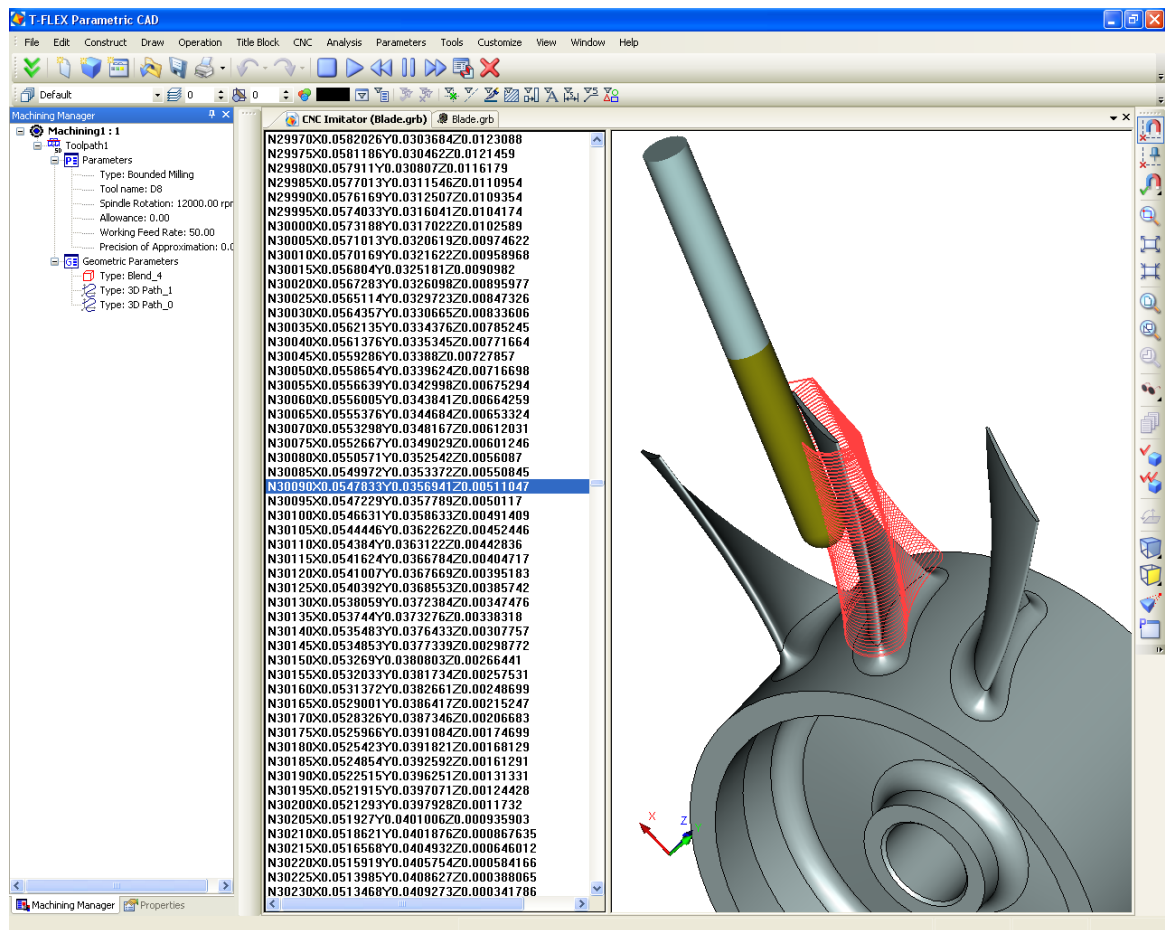 T-FLEX Parametric CAD
File Edit Construct Draw Operation Title Block CNC Analysis Parameters Tools Customize View Window Help
Default 0 0
Machining Manager
CNC Imitator (Blade.grb) Blade.grb
Machining1 : 1
Toolpath1
Parameters
Type: Bounded Milling
Tool name: D8
Spindle Rotation: 12000.00 rpr
Allowance: 0.00
Working Feed Rate: 50.00
Precision of Approximation: 0.0
Geometric Parameters
Type: Blend_4
Type: 3D Path_1
Type: 3D Path_0
N29970X0.0582026Y0.0303684Z0.0123088
N29975X0.0581186Y0.030462Z0.0121459
N29980X0.057911Y0.030807Z0.0116179
N29985X0.0577013Y0.0311546Z0.0110954
N29990X0.0576169Y0.0312507Z0.0109354
N29995X0.0574033Y0.0316041Z0.0104174
N30000X0.0573188Y0.0317022Z0.0102589
N30005X0.0571013Y0.0320619Z0.00974622
N30010X0.0570169Y0.0321622Z0.00958968
N30015X0.056804Y0.0325181Z0.0090982
N30020X0.0567283Y0.0326098Z0.00895977
N30025X0.0565114Y0.0329723Z0.00847326
N30030X0.0564357Y0.0330665Z0.00833606
N30035X0.0562135Y0.0334376Z0.00785245
N30040X0.0561376Y0.0335345Z0.00771664
N30045X0.0559286Y0.03388Z0.00727857
N30050X0.0558654Y0.0339624Z0.00716698
N30055X0.0556639Y0.0342998Z0.00675294
N30060X0.0556005Y0.0343841Z0.00664259
N30065X0.0555376Y0.0344684Z0.00653324
N30070X0.0553298Y0.0348167Z0.00612031
N30075X0.0552667Y0.0349029Z0.00601246
N30080X0.0550571Y0.0352542Z0.0056087
N30085X0.0549972Y0.0353372Z0.00550845
N30090X0.0547833Y0.0356941Z0.00511047
N30095X0.0547229Y0.0357789Z0.0050117
N30100X0.0546631Y0.0358633Z0.00491409
N30105X0.0544446Y0.0362262Z0.00452446
N30110X0.054384Y0.0363122Z0.00442836
N30115X0.0541624Y0.0366784Z0.00404717
N30120X0.0541007Y0.0367669Z0.00395183
N30125X0.0540392Y0.0368553Z0.00385742
N30130X0.0538059Y0.0372384Z0.00347476
N30135X0.053744Y0.0373276Z0.00338318
N30140X0.0535483Y0.0376433Z0.00307757
N30145X0.0534853Y0.0377339Z0.00298772
N30150X0.053269Y0.0380803Z0.00266441
N30155X0.0532033Y0.0381734Z0.00257531
N30160X0.0531372Y0.0382661Z0.00248699
N30165X0.0529001Y0.0386417Z0.00215247
N30170X0.0528326Y0.0387346Z0.00206683
N30175X0.0525966Y0.0391084Z0.00174699
N30180X0.0525423Y0.0391821Z0.00168129
N30185X0.0524854Y0.0392592Z0.00161291
N30190X0.0522515Y0.0396251Z0.00131331
N30195X0.0521915Y0.0397071Z0.00124428
N30200X0.0521293Y0.0397928Z0.0011732
N30205X0.051927Y0.0401006Z0.000935903
N30210X0.0518621Y0.0401876Z0.000867635
N30215X0.0516568Y0.0404932Z0.000646012
N30220X0.0515919Y0.0405754Z0.000584166
N30225X0.0513985Y0.0408627Z0.000388065
N30230X0.0513468Y0.0409273Z0.000341786
X Z
Machining Manager Properties